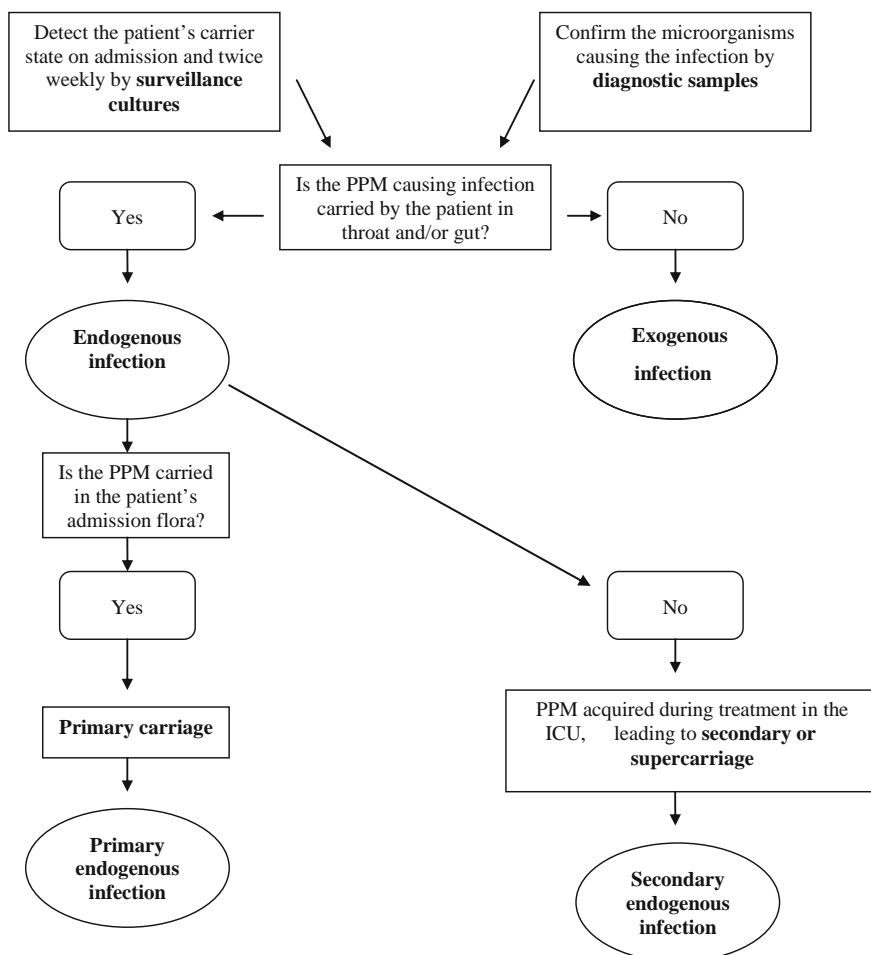 Detect the patient's carrier
state on admission and twice
weekly by surveillance
cultures
Confirm the microorganisms
causing the infection by
diagnostic samples
Is the PPM causing infection
carried by the patient in
throat and/or gut?
Yes
No
Endogenous
infection
Exogenous
infection
Is the PPM carried
in the patient's
admission flora?
Yes
No
Primary carriage
PPM acquired during treatment in the
ICU, leading to secondary or
supercarriage
Primary
endogenous
infection
Secondary
endogenous
infection